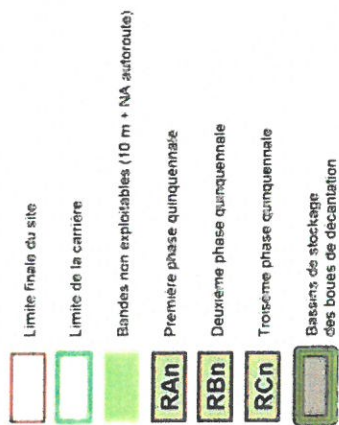 Limite finale du site
Limite de la carrière
Bandes non exploitables (10 m + NA autoroute)
RAn Première phase quinquennale
RBn Deuxième phase quinquennale
RCn Troisème phase quinquennale
Bassins de stockage
des boues de décantation